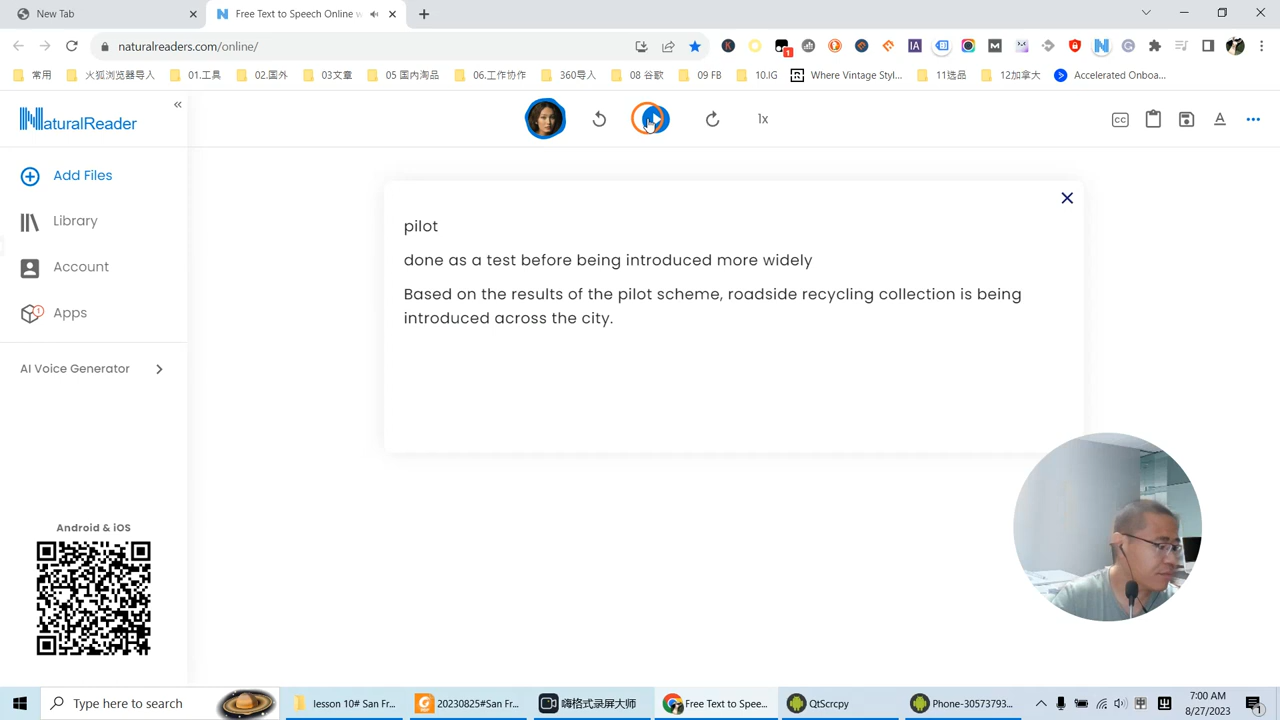 New Tab
Free Text to Speech Online w
naturalreaders.com/online/
1
IA
M
常用
火狐浏览器导入
01.工具
02.国外
03文章
05 国内淘品
06.工作协作
360导入
08 谷歌
09 FB
10.IG
Where Vintage Styl...
11选品
12加拿大
Accelerated Onboa...
NaturalReader
1x
CC
A
Add Files
Library
Account
Apps
AI Voice Generator
pilot
done as a test before being introduced more widely
Based on the results of the pilot scheme, roadside recycling collection is being
introduced across the city.
Android & iOS
Type here to search
lesson 10# San Fr...
20230825#San Fr...
嗨格式录屏大师
Free Text to Spee...
QtScrcpy
Phone-30573793...
7:00 AM
8/27/2023
1